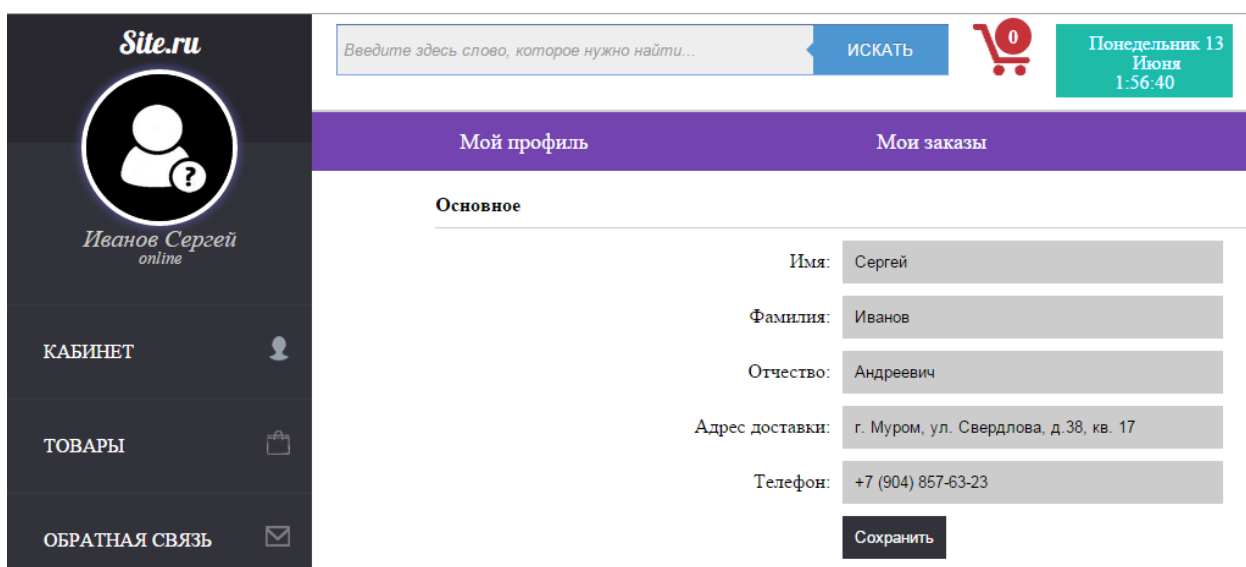 Site.ru
Введите здесь слово, которое нужно найти...
ИСКАТЬ
0
Понедельник 13
Июня
1:56:40
Мой профиль
Мои заказы
?
Иванов Сергей
online
КАБИНЕТ
ТОВАРЫ
ОБРАТНАЯ СВЯЗЬ
Основное
Имя: Сергей
Фамилия: Иванов
Отчество: Андреевич
Адрес доставки: г. Муром, ул. Свердлова, д.38, кв. 17
Телефон: +7 (904) 857-63-23
Сохранить